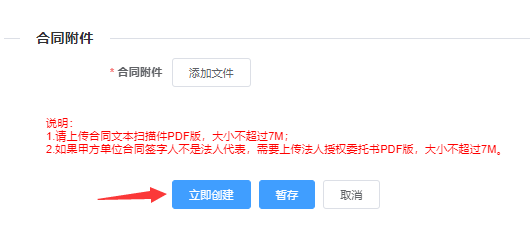 合同附件
* 合同附件 添加文件
说明：
1.请上传合同文本扫描件PDF版，大小不超过7M；
2.如果甲方单位合同签字人不是法人代表，需要上传法人授权委托书PDF版，大小不超过7M。
立即创建 暂存 取消